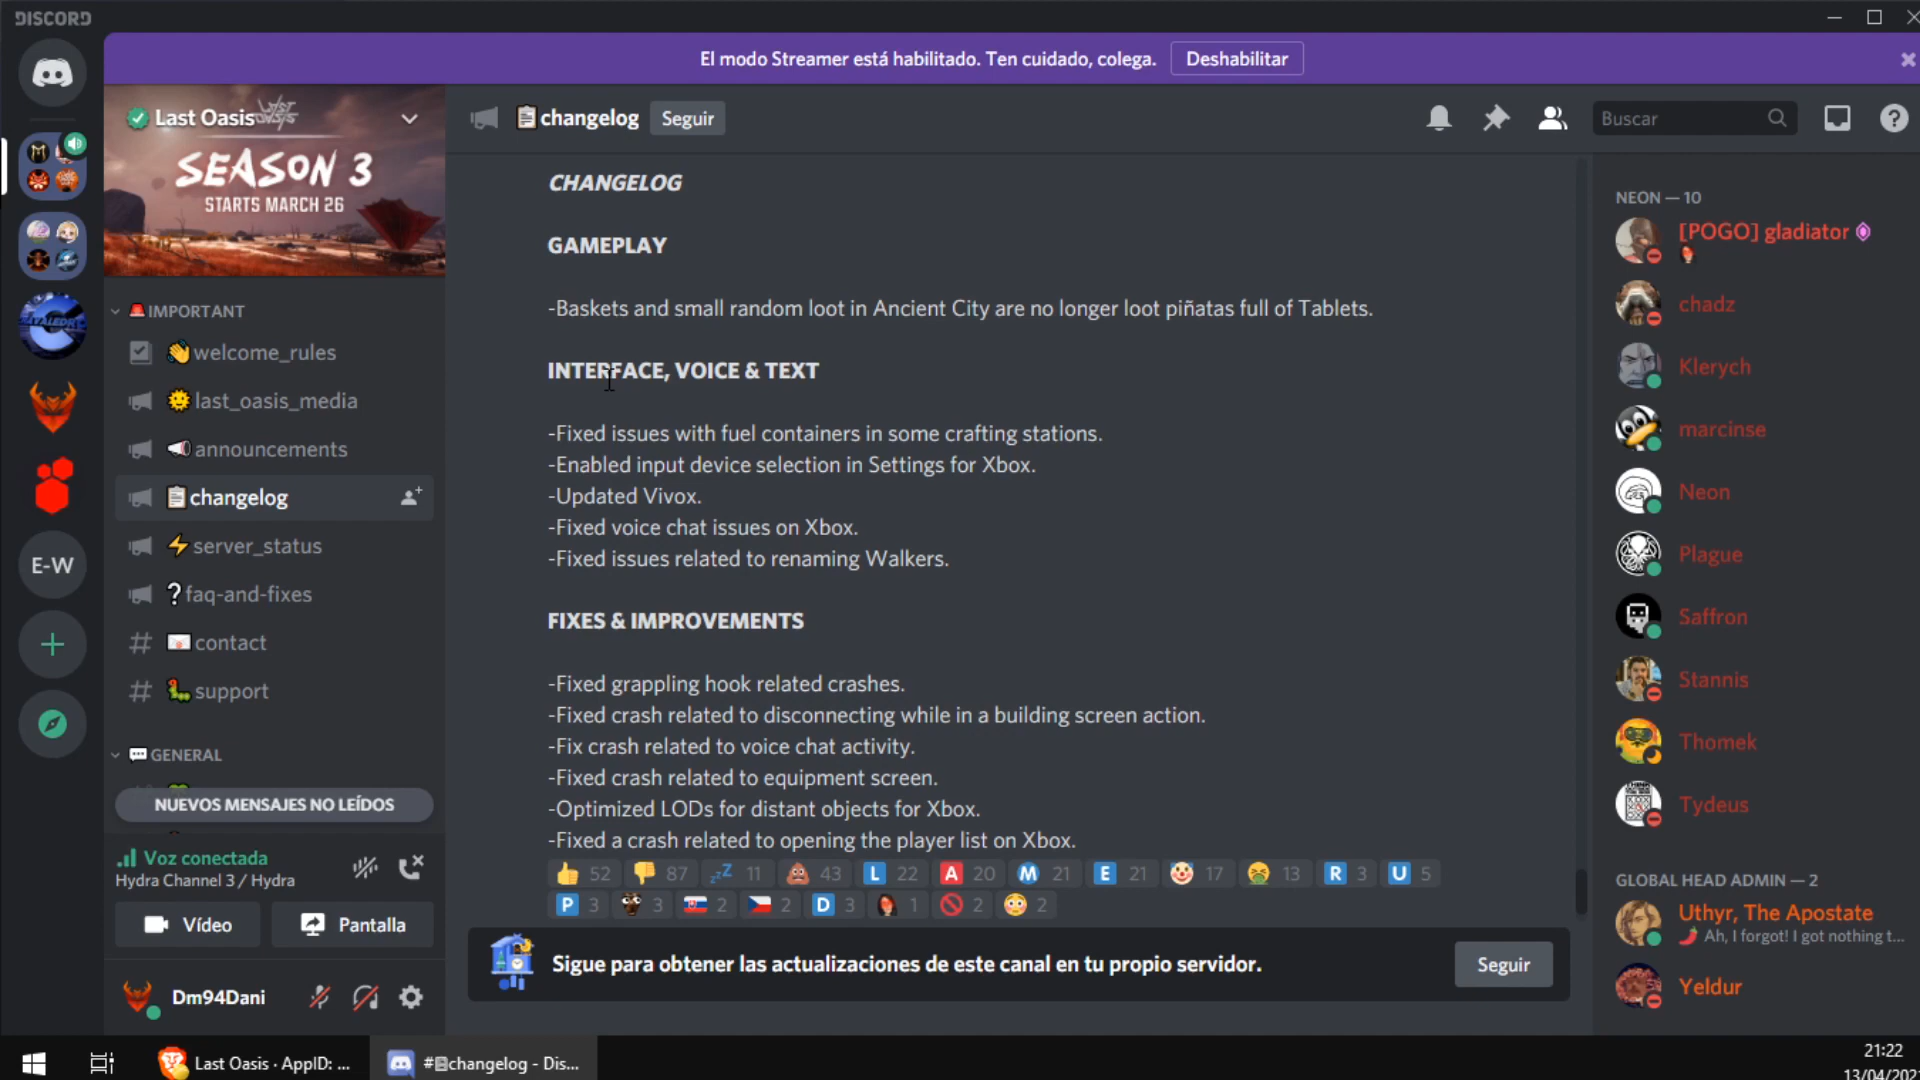 DISCORD
El modo Streamer está habilitado. Ten cuidado, colega.
Deshabilitar
Last Oasis
SEASON 3
STARTS MARCH 26
IMPORTANT
welcome_rules
last_oasis_media
announcements
changelog
server_status
faq-and-fixes
contact
support
GENERAL
NUEVOS MENSAJES NO LEÍDOS
Voz conectada
Hydra Channel 3 / Hydra
Vídeo
Pantalla
Dm94Dani
E-W
changelog
Seguir
Buscar
CHANGELOG
GAMEPLAY
-Baskets and small random loot in Ancient City are no longer loot piñatas full of Tablets.
INTERFACE, VOICE & TEXT
-Fixed issues with fuel containers in some crafting stations.
-Enabled input device selection in Settings for Xbox.
-Updated Vivox.
-Fixed voice chat issues on Xbox.
-Fixed issues related to renaming Walkers.
FIXES & IMPROVEMENTS
-Fixed grappling hook related crashes.
-Fixed crash related to disconnecting while in a building screen action.
-Fix crash related to voice chat activity.
-Fixed crash related to equipment screen.
-Optimized LODs for distant objects for Xbox.
-Fixed a crash related to opening the player list on Xbox.
52 87 11 43 L 22 A 20 M 21 E 21 17 13 R 3 U 5
P 3 3 2 2 D 3 1 2 2
Sigue para obtener las actualizaciones de este canal en tu propio servidor.
Seguir
NEON — 10
[POGO] gladiator
chadz
Klerych
marcinse
Neon
Plague
Saffron
Stannis
Thomek
Tydeus
GLOBAL HEAD ADMIN — 2
Uthyr, The Apostate
Ah, I forgot! I got nothing t...
Yeldur
Last Oasis · AppID: ...
#changelog - Dis...
21:22
13/04/202